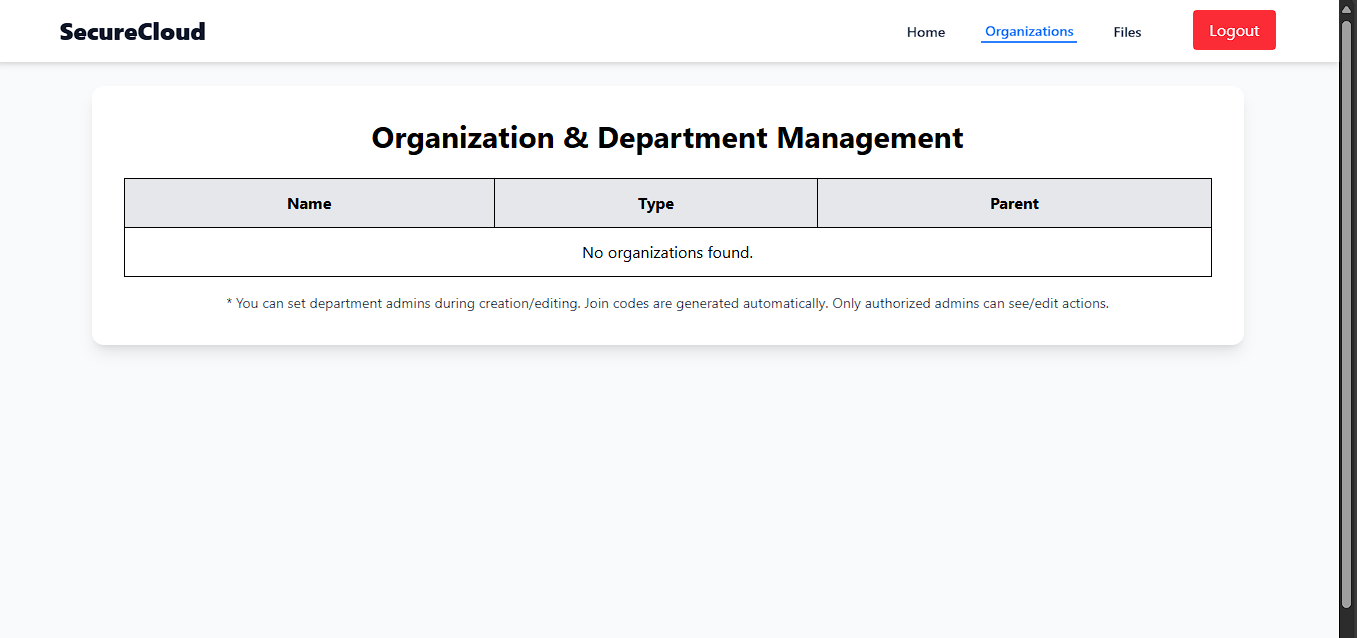 SecureCloud
Home
Organizations
Files
Logout
Organization & Department Management
Name
Type
Parent
No organizations found.
* You can set department admins during creation/editing. Join codes are generated automatically. Only authorized admins can see/edit actions.